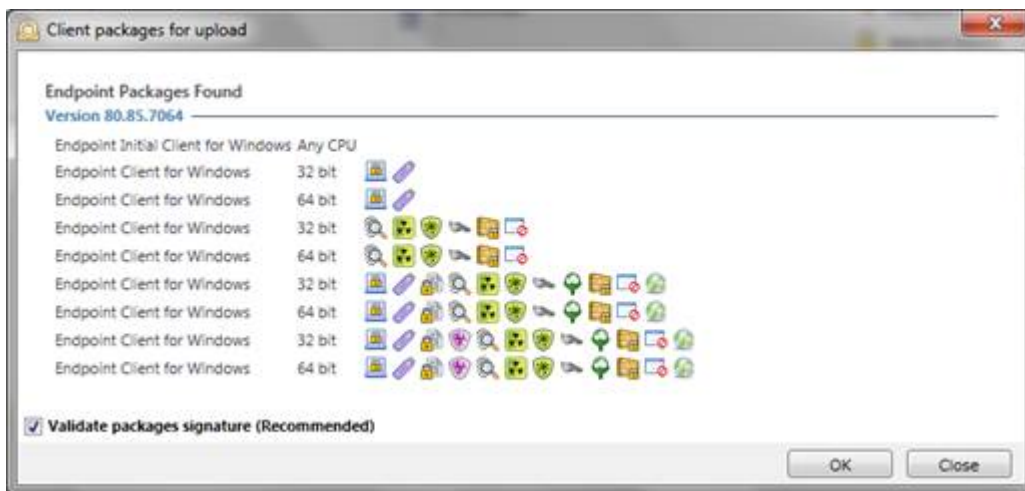 Client packages for upload
Endpoint Packages Found
Version 80.85.7064
Endpoint Initial Client for Windows Any CPU
Endpoint Client for Windows 32 bit
Endpoint Client for Windows 64 bit
Endpoint Client for Windows 32 bit
Endpoint Client for Windows 64 bit
Endpoint Client for Windows 32 bit
Endpoint Client for Windows 64 bit
Endpoint Client for Windows 32 bit
Endpoint Client for Windows 64 bit
Validate packages signature (Recommended)
OK Close